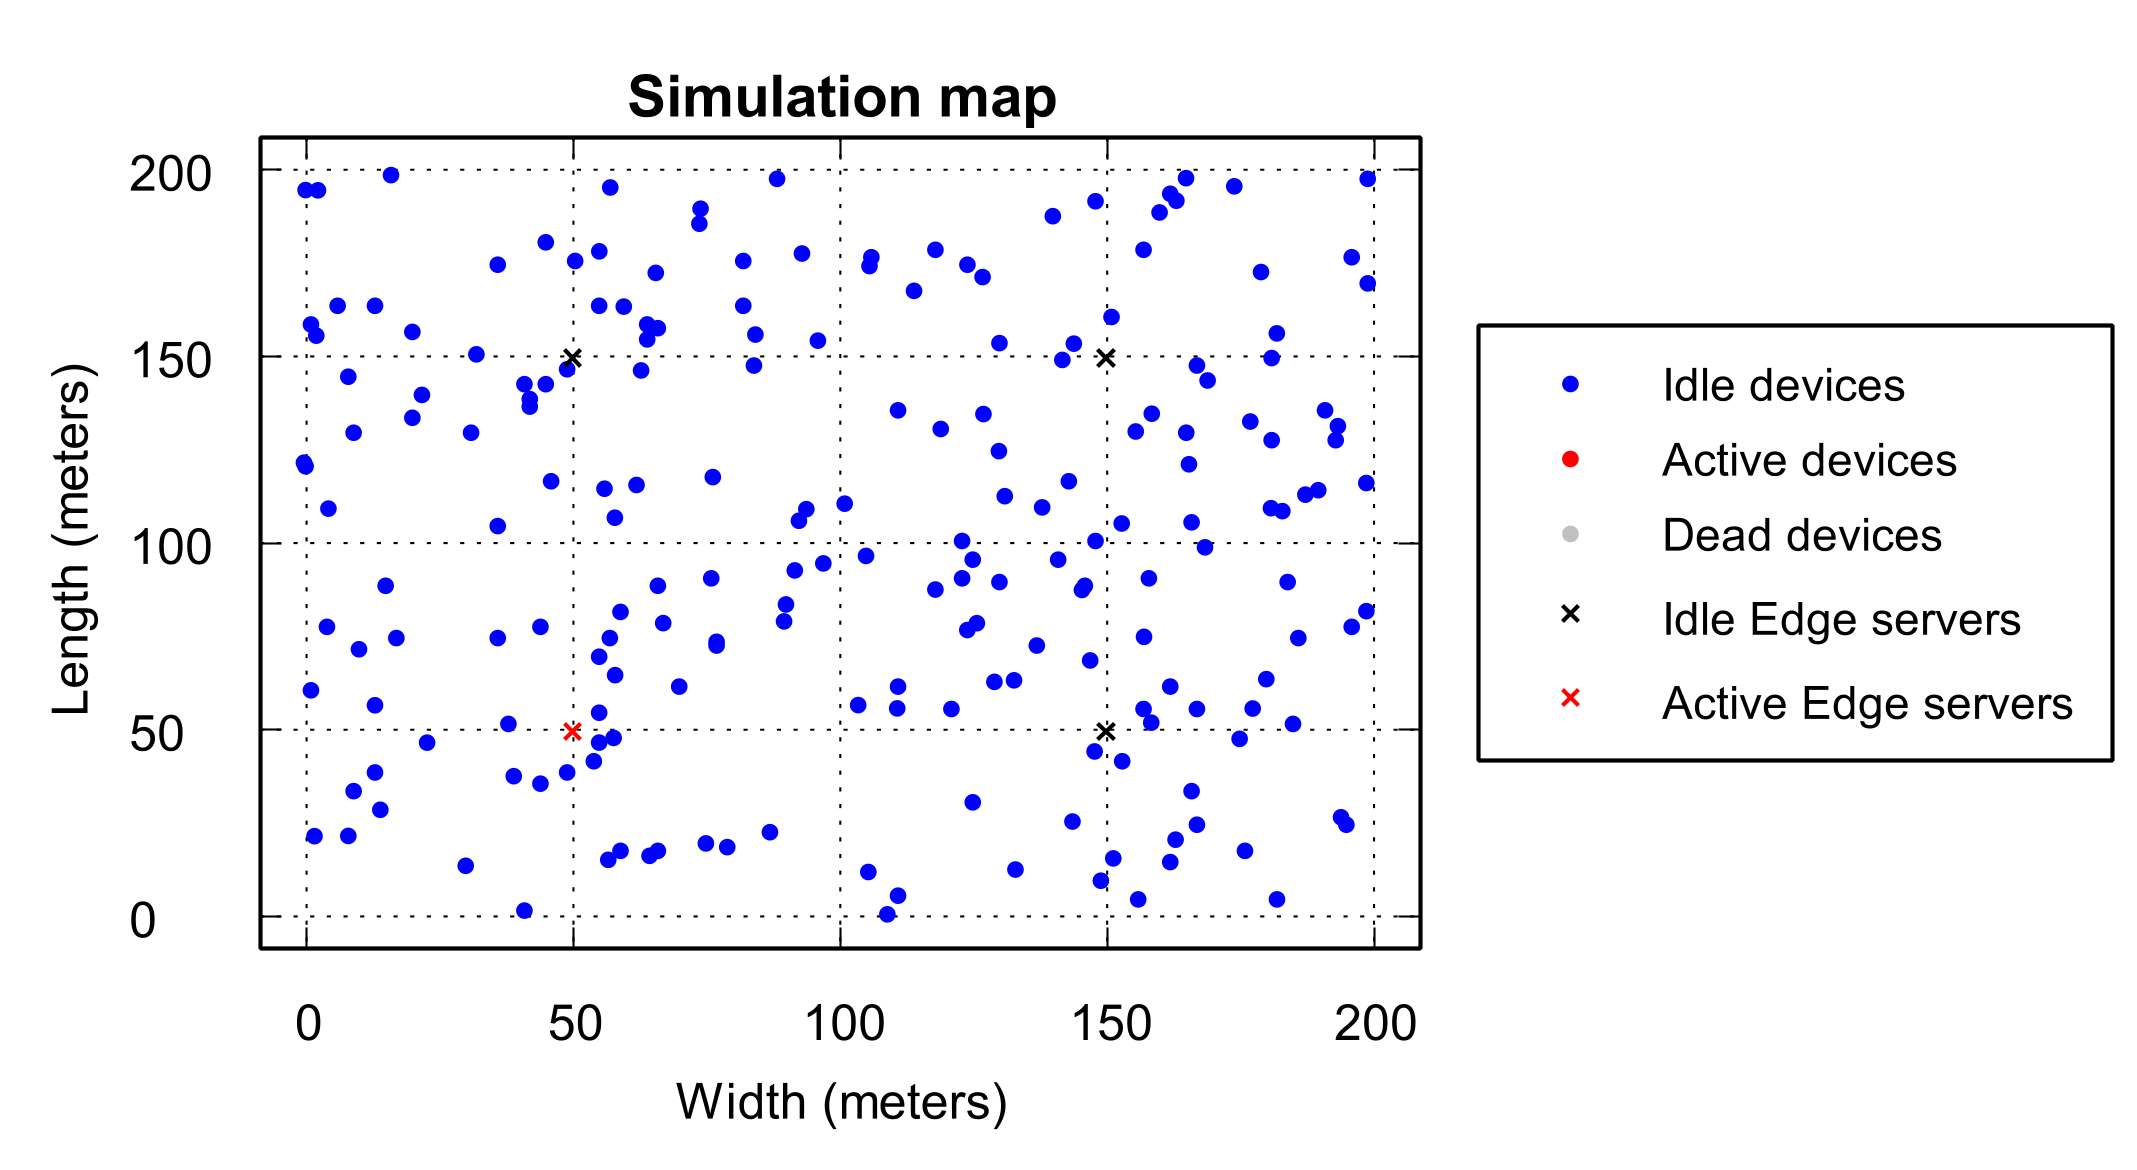 Simulation map
200
150
100
50
0
Length (meters)
0 50 100 150 200
Width (meters)
Idle devices
Active devices
Dead devices
Idle Edge servers
Active Edge servers